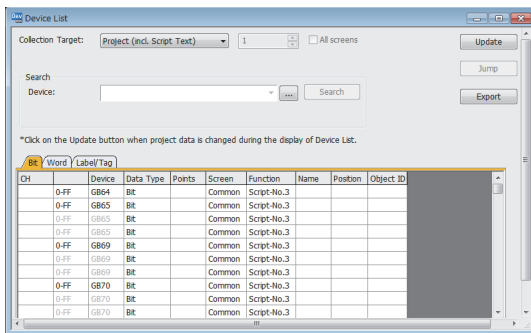 Device List
Collection Target: Project (incl. Script Text) 1 All screens Update
Jump
Search
Device: ... Search Export
*Click on the Update button when project data is changed during the display of Device List.
Bit Word Label/Tag
CH Device Data Type Points Screen Function Name Position Object ID
0-FF GB64 Bit Common Script-No.3
0-FF GB65 Bit Common Script-No.3
0-FF GB65 Bit Common Script-No.3
0-FF GB65 Bit Common Script-No.3
0-FF GB69 Bit Common Script-No.3
0-FF GB69 Bit Common Script-No.3
0-FF GB69 Bit Common Script-No.3
0-FF GB70 Bit Common Script-No.3
0-FF GB70 Bit Common Script-No.3
0-FF GB70 Bit Common Script-No.3